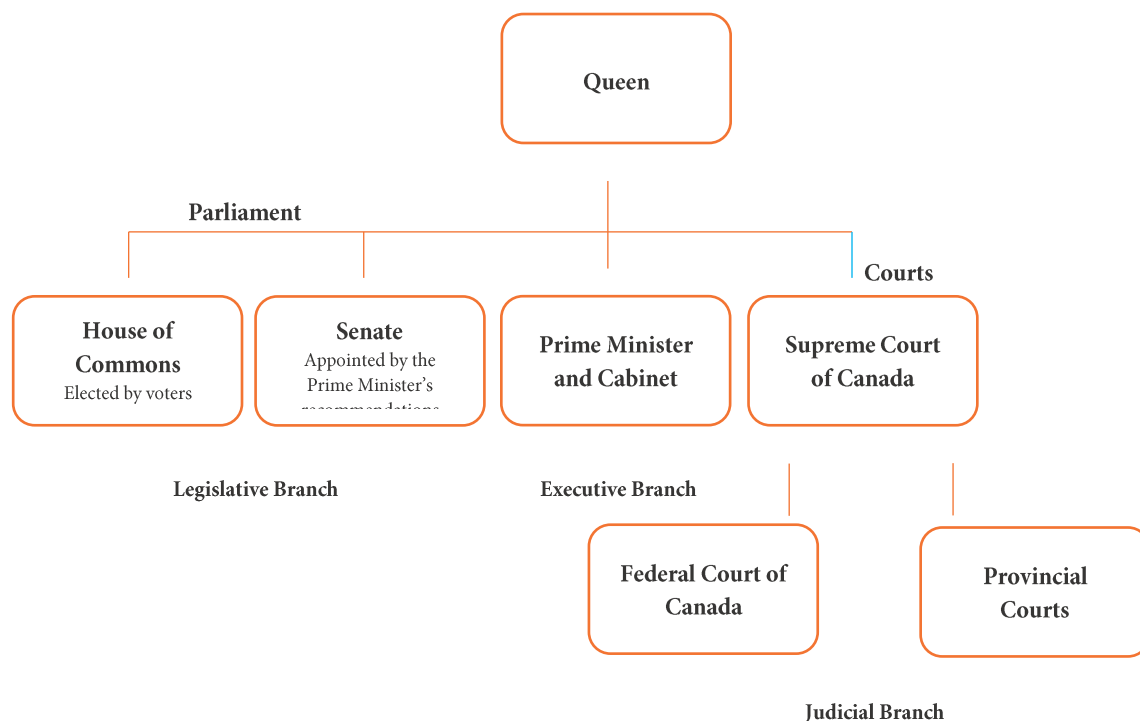 Queen
Parliament
Courts
House of
Commons
Elected by voters
Senate
Appointed by the
Prime Minister’s
recommendations
Prime Minister
and Cabinet
Supreme Court
of Canada
Legislative Branch
Executive Branch
Federal Court of
Canada
Provincial
Courts
Judicial Branch